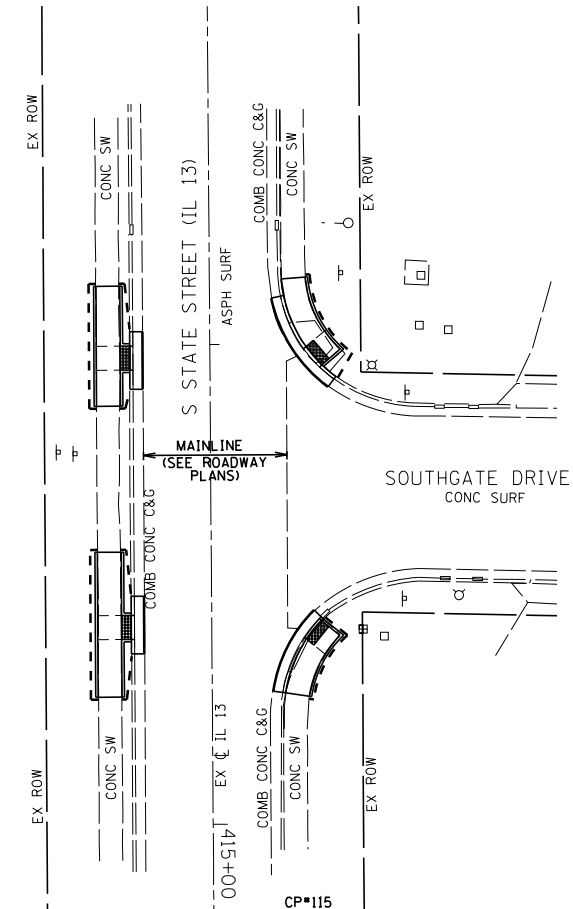 EX ROW
CONC SW
S STATE STREET (IL 13)
ASPH SURF
COMB CONC C&G
CONC SW
EX ROW
MAINLINE
(SEE ROADWAY
PLANS)
SOUTHGATE DRIVE
CONC SURF
COMB CONC C&G
EX ROW
CONC SW
EX ℄ IL 13
415+00
COMB CONC C&G
CONC SW
EX ROW
CP#115